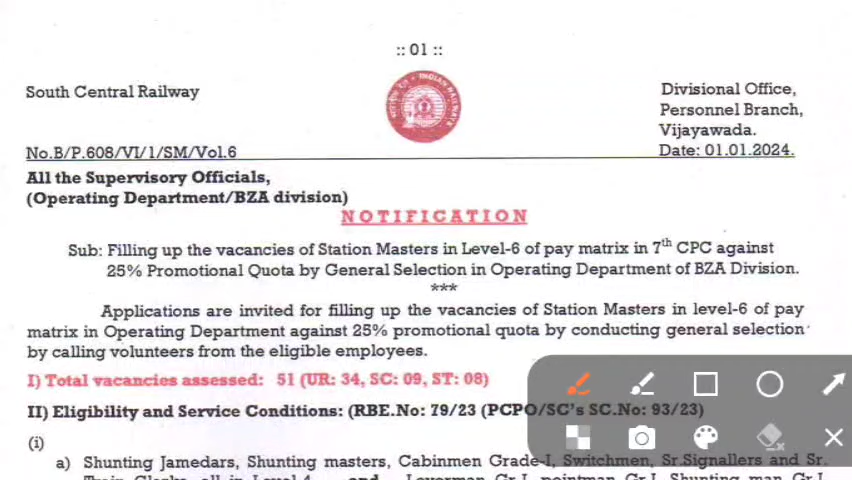 :: 01 ::
South Central Railway
Divisional Office,
Personnel Branch,
Vijayawada.
No.B/P.608/VI/1/SM/Vol.6
Date: 01.01.2024.
All the Supervisory Officials,
(Operating Department/BZA division)
NOTIFICATION
Sub: Filling up the vacancies of Station Masters in Level-6 of pay matrix in 7th CPC against
25% Promotional Quota by General Selection in Operating Department of BZA Division.
***
Applications are invited for filling up the vacancies of Station Masters in level-6 of pay
matrix in Operating Department against 25% promotional quota by conducting general selection
by calling volunteers from the eligible employees.
I) Total vacancies assessed: 51 (UR: 34, SC: 09, ST: 08)
II) Eligibility and Service Conditions: (RBE.No: 79/23 (PCPO/SC's SC.No: 93/23)
(i)
a) Shunting Jamedars, Shunting masters, Cabinmen Grade-I, Switchmen, Sr.Signallers and Sr.